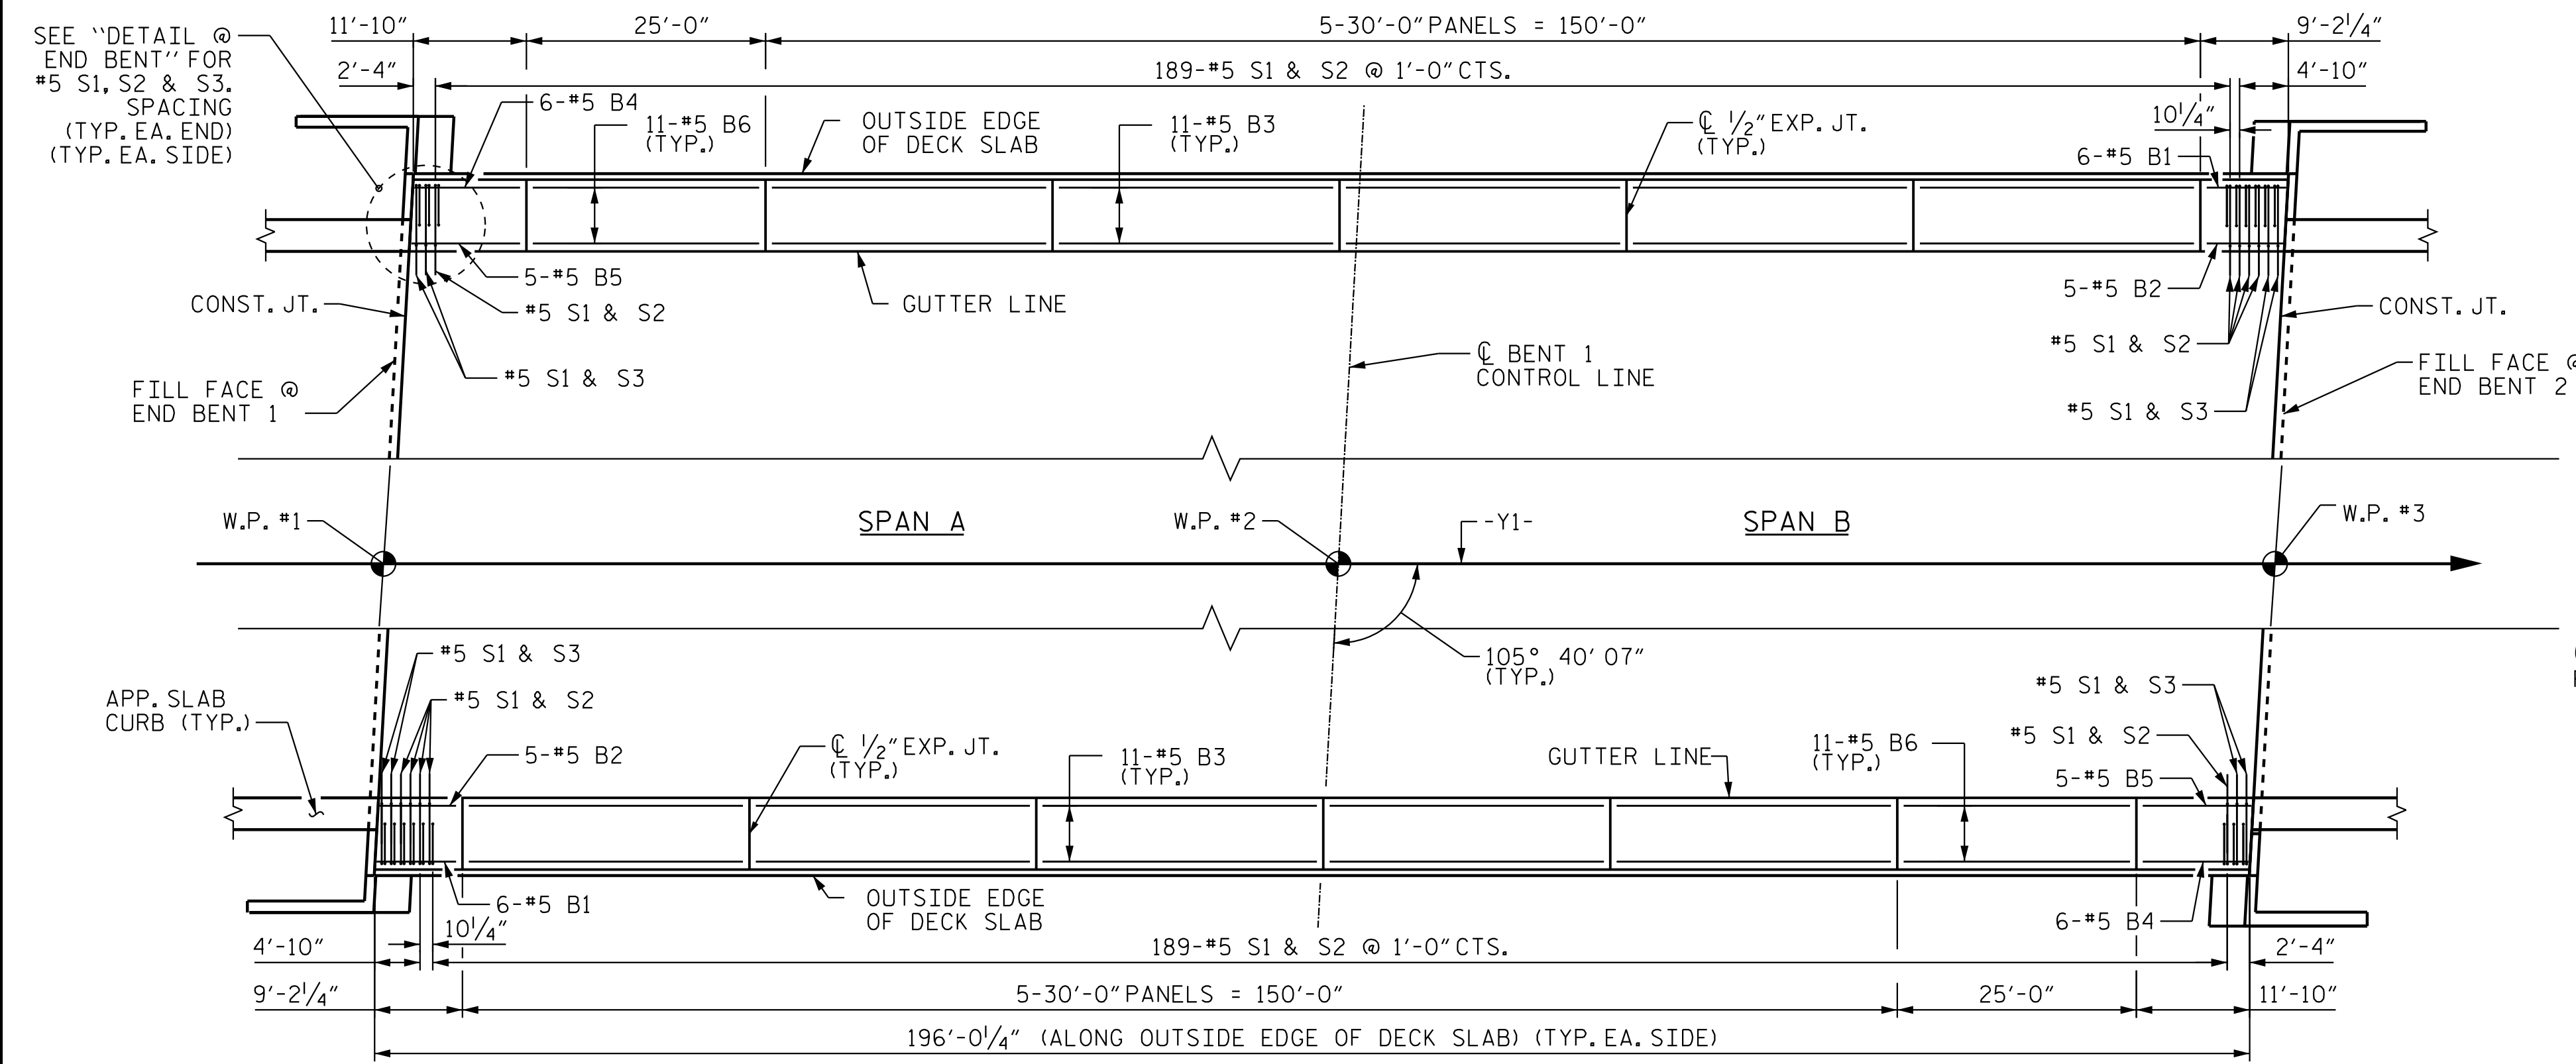 11'-10"
25'-0"
5-30'-0" PANELS = 150'-0"
9'-2 1/4"
SEE "DETAIL @
END BENT" FOR
#5 S1, S2 & S3.
SPACING
(TYP. EA. END)
(TYP. EA. SIDE)
2'-4"
189-#5 S1 & S2 @ 1'-0" CTS.
4'-10"
6-#5 B4
11-#5 B6
(TYP.)
OUTSIDE EDGE
OF DECK SLAB
11-#5 B3
(TYP.)
℄ 1/2" EXP. JT.
(TYP.)
10 1/4"
6-#5 B1
5-#5 B5
#5 S1 & S2
#5 S1 & S3
CONST. JT.
GUTTER LINE
FILL FACE @
END BENT 1
℄ BENT 1
CONTROL LINE
5-#5 B2
#5 S1 & S2
#5 S1 & S3
CONST. JT.
FILL FACE @
END BENT 2
W.P. #1
SPAN A
W.P. #2
-Y1-
SPAN B
W.P. #3
105° 40' 07"
(TYP.)
#5 S1 & S3
#5 S1 & S2
APP. SLAB
CURB (TYP.)
5-#5 B2
℄ 1/2" EXP. JT.
(TYP.)
11-#5 B3
(TYP.)
GUTTER LINE
11-#5 B6
(TYP.)
#5 S1 & S3
#5 S1 & S2
5-#5 B5
6-#5 B1
OUTSIDE EDGE
OF DECK SLAB
6-#5 B4
10 1/4"
4'-10"
189-#5 S1 & S2 @ 1'-0" CTS.
2'-4"
9'-2 1/4"
5-30'-0" PANELS = 150'-0"
25'-0"
11'-10"
196'-0 1/4" (ALONG OUTSIDE EDGE OF DECK SLAB) (TYP. EA. SIDE)